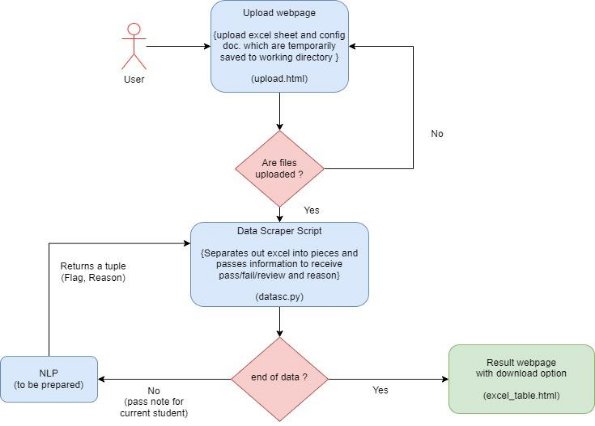 Upload webpage
{upload excel sheet and config
doc. which are temporarily
saved to working directory }
(upload.html)
User
No
Are files
uploaded ?
Yes
Data Scraper Script
{Separates out excel into pieces and
passes information to receive
pass/fail/review and reason}
(datasc.py)
Returns a tuple
(Flag, Reason)
NLP
(to be prepared)
No
(pass note for
current student)
end of data ?
Yes
Result webpage
with download option
(excel_table.html)